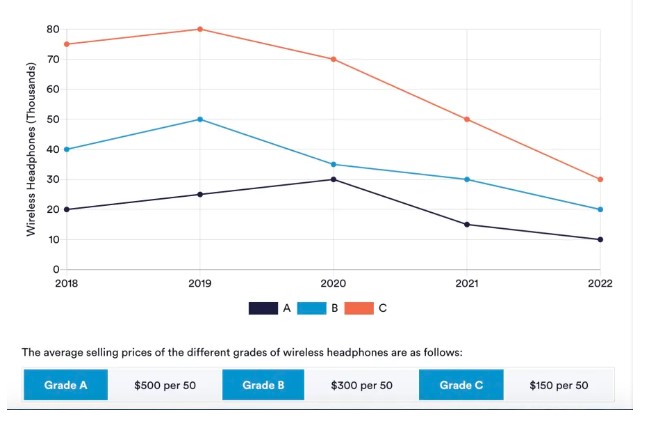 Wireless Headphones (Thousands)
80
70
60
50
40
30
20
10
0
2018 2019 2020 2021 2022
A B C
The average selling prices of the different grades of wireless headphones are as follows:
Grade A $500 per 50 Grade B $300 per 50 Grade C $150 per 50